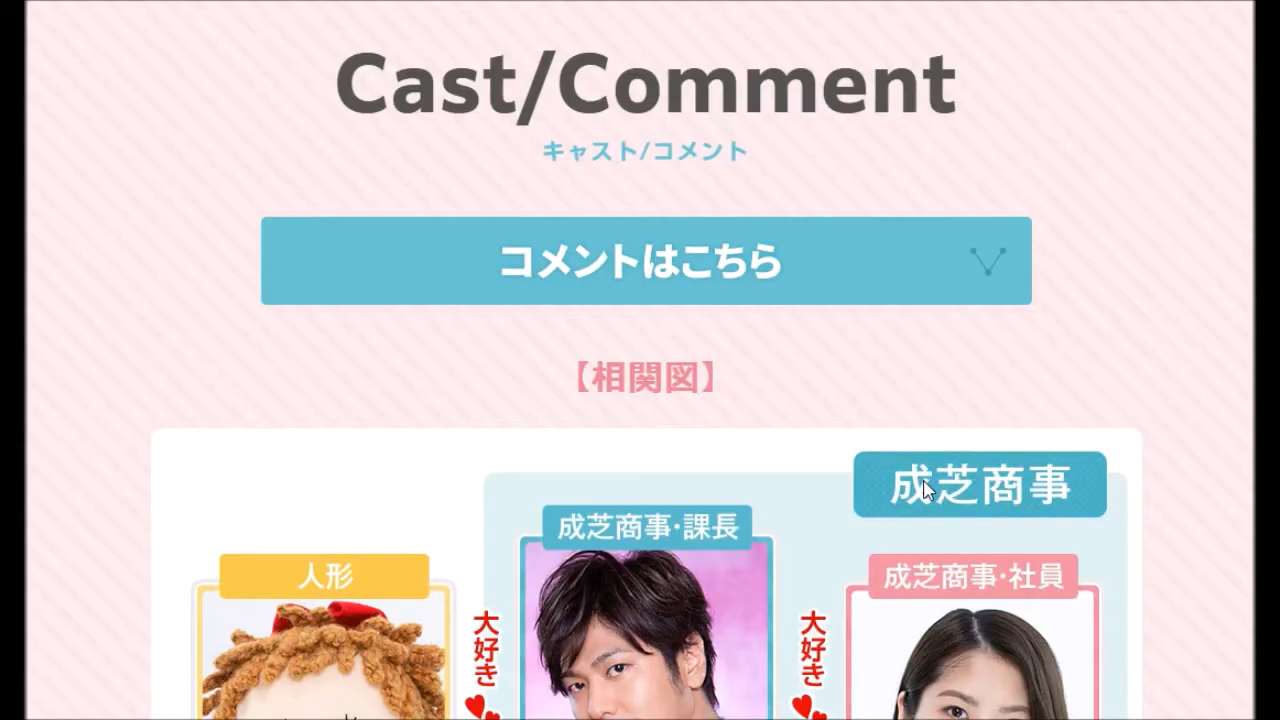 Cast/Comment
キャスト/コメント
コメントはこちら
【相関図】
成芝商事
成芝商事・課長
人形
成芝商事・社員
大好き
大好き